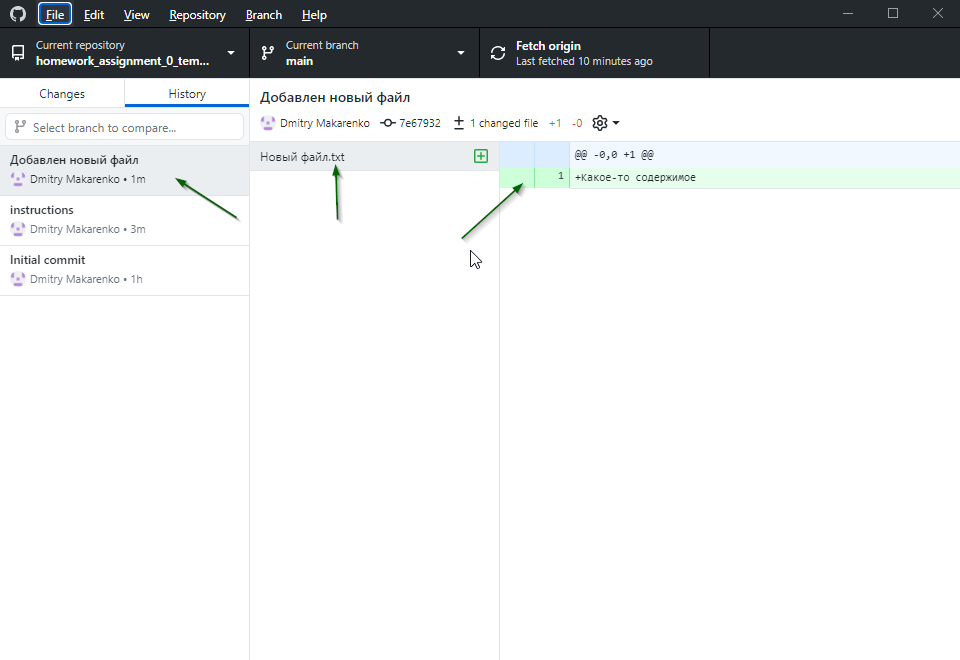 File Edit View Repository Branch Help
Current repository
homework_assignment_0_tem...
Current branch
main
Fetch origin
Last fetched 10 minutes ago
Changes
History
Select branch to compare...
Добавлен новый файл
Dmitry Makarenko • 1m
instructions
Dmitry Makarenko • 3m
Initial commit
Dmitry Makarenko • 1h
Добавлен новый файл
Dmitry Makarenko 7e67932 1 changed file +1 -0
Новый файл.txt
@@ -0,0 +1 @@
1 +Какое-то содержимое